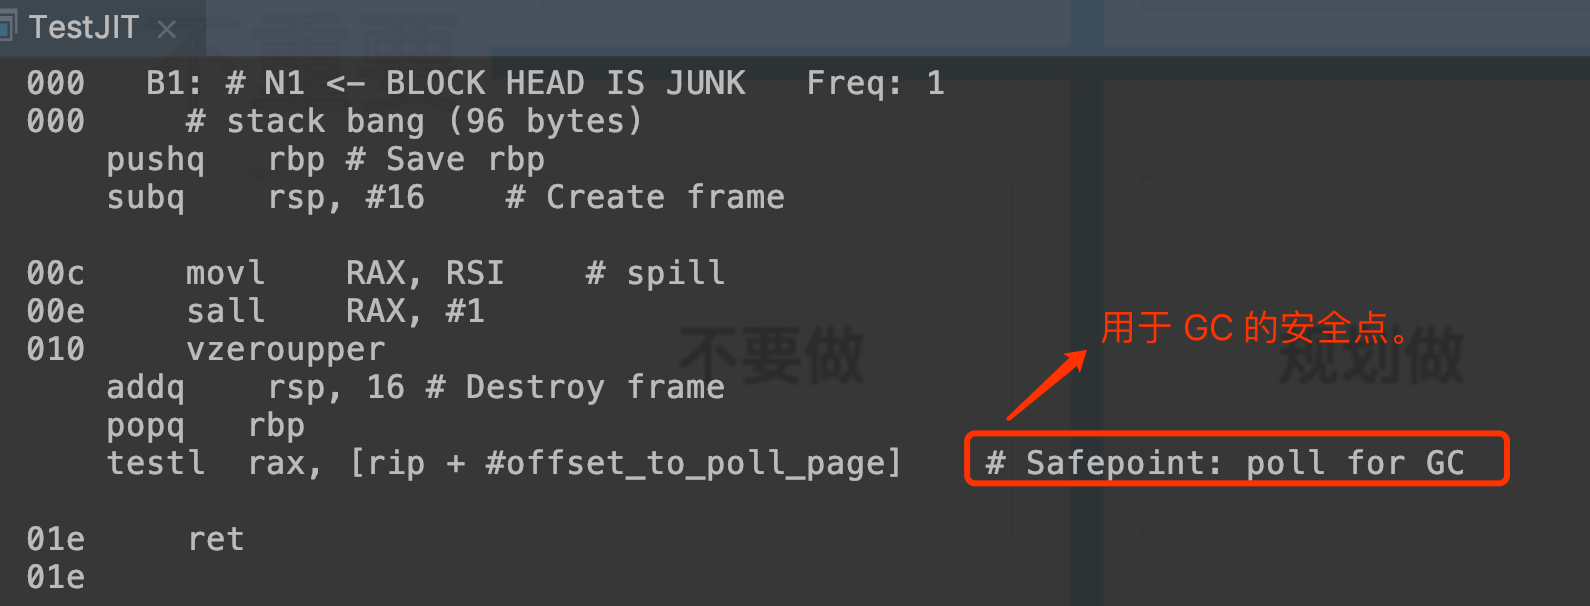 TestJIT ×
不重要
000 B1: # N1 <- BLOCK HEAD IS JUNK Freq: 1
000 # stack bang (96 bytes)
pushq rbp # Save rbp
subq rsp, #16 # Create frame
00c movl RAX, RSI # spill
00e sall RAX, #1
用于 GC 的安全点。
010 vzeroupper
不要做
规划做
addq rsp, 16 # Destroy frame
popq rbp
testl rax, [rip + #offset_to_poll_page] # Safepoint: poll for GC
01e ret
01e